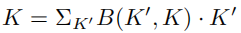 K = Σ_{K'} B(K', K) · K'